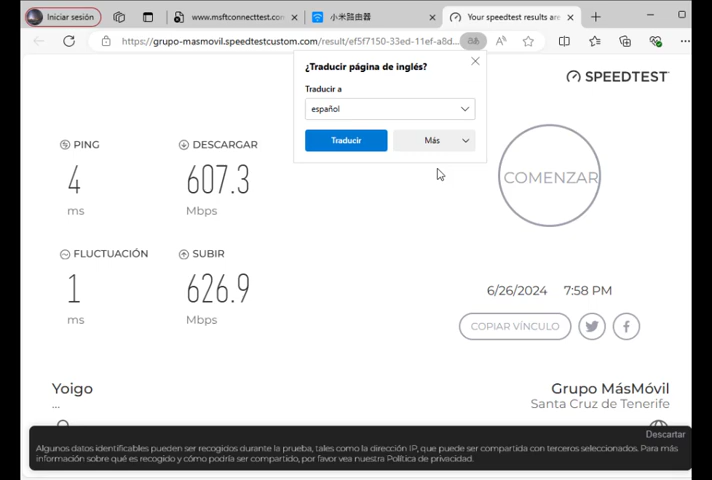 Iniciar sesión
www.msftconnecttest.con
小米路由器
Your speedtest results are
https://grupo-masmovil.speedtestcustom.com/result/ef5f7150-33ed-11ef-a8d...
¿Traducir página de inglés?
Traducir a
español
Traducir
Más
SPEEDTEST
PING
DESCARGAR
4
607.3
ms
Mbps
COMENZAR
FLUCTUACIÓN
SUBIR
1
626.9
ms
Mbps
6/26/2024 7:58 PM
COPIAR VÍNCULO
Yoigo
...
Grupo MásMóvil
Santa Cruz de Tenerife
Descartar
Algunos datos identificables pueden ser recogidos durante la prueba, tales como la dirección IP, que puede ser compartida con terceros seleccionados. Para más
información sobre qué es recogido y cómo podría ser compartido, por favor vea nuestra Política de privacidad.